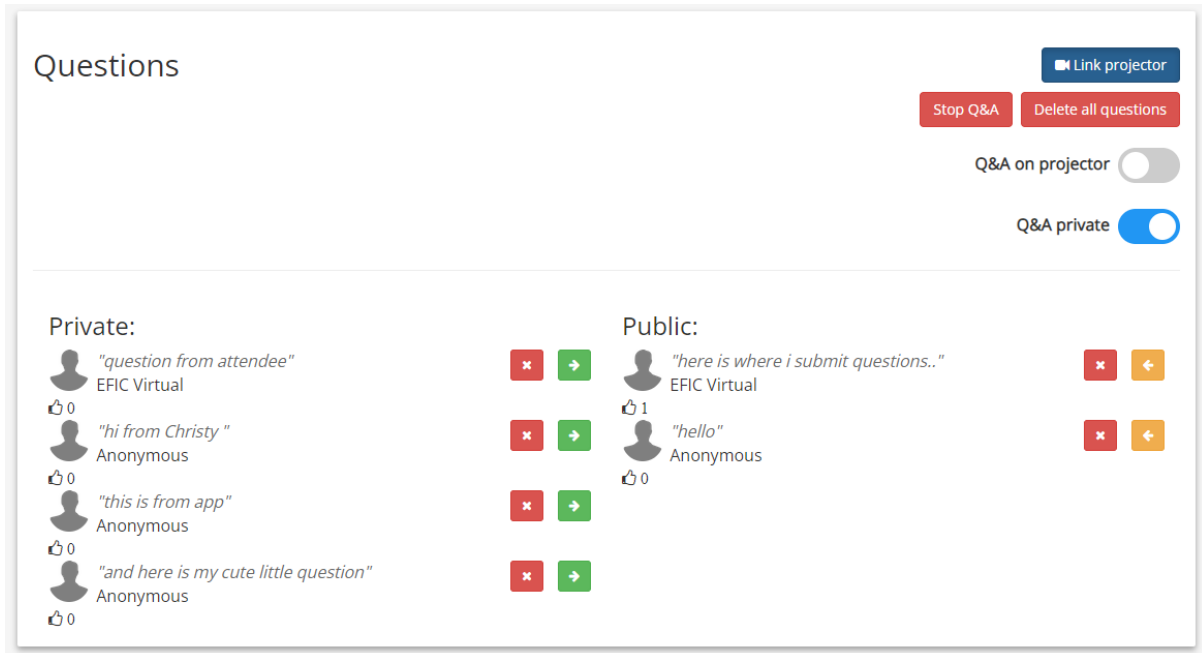 Questions
Link projector
Stop Q&A
Delete all questions
Q&A on projector
Q&A private
Private:
"question from attendee"
EFIC Virtual
0
"hi from Christy "
Anonymous
0
"this is from app"
Anonymous
0
"and here is my cute little question"
Anonymous
0
Public:
"here is where i submit questions.."
EFIC Virtual
1
"hello"
Anonymous
0